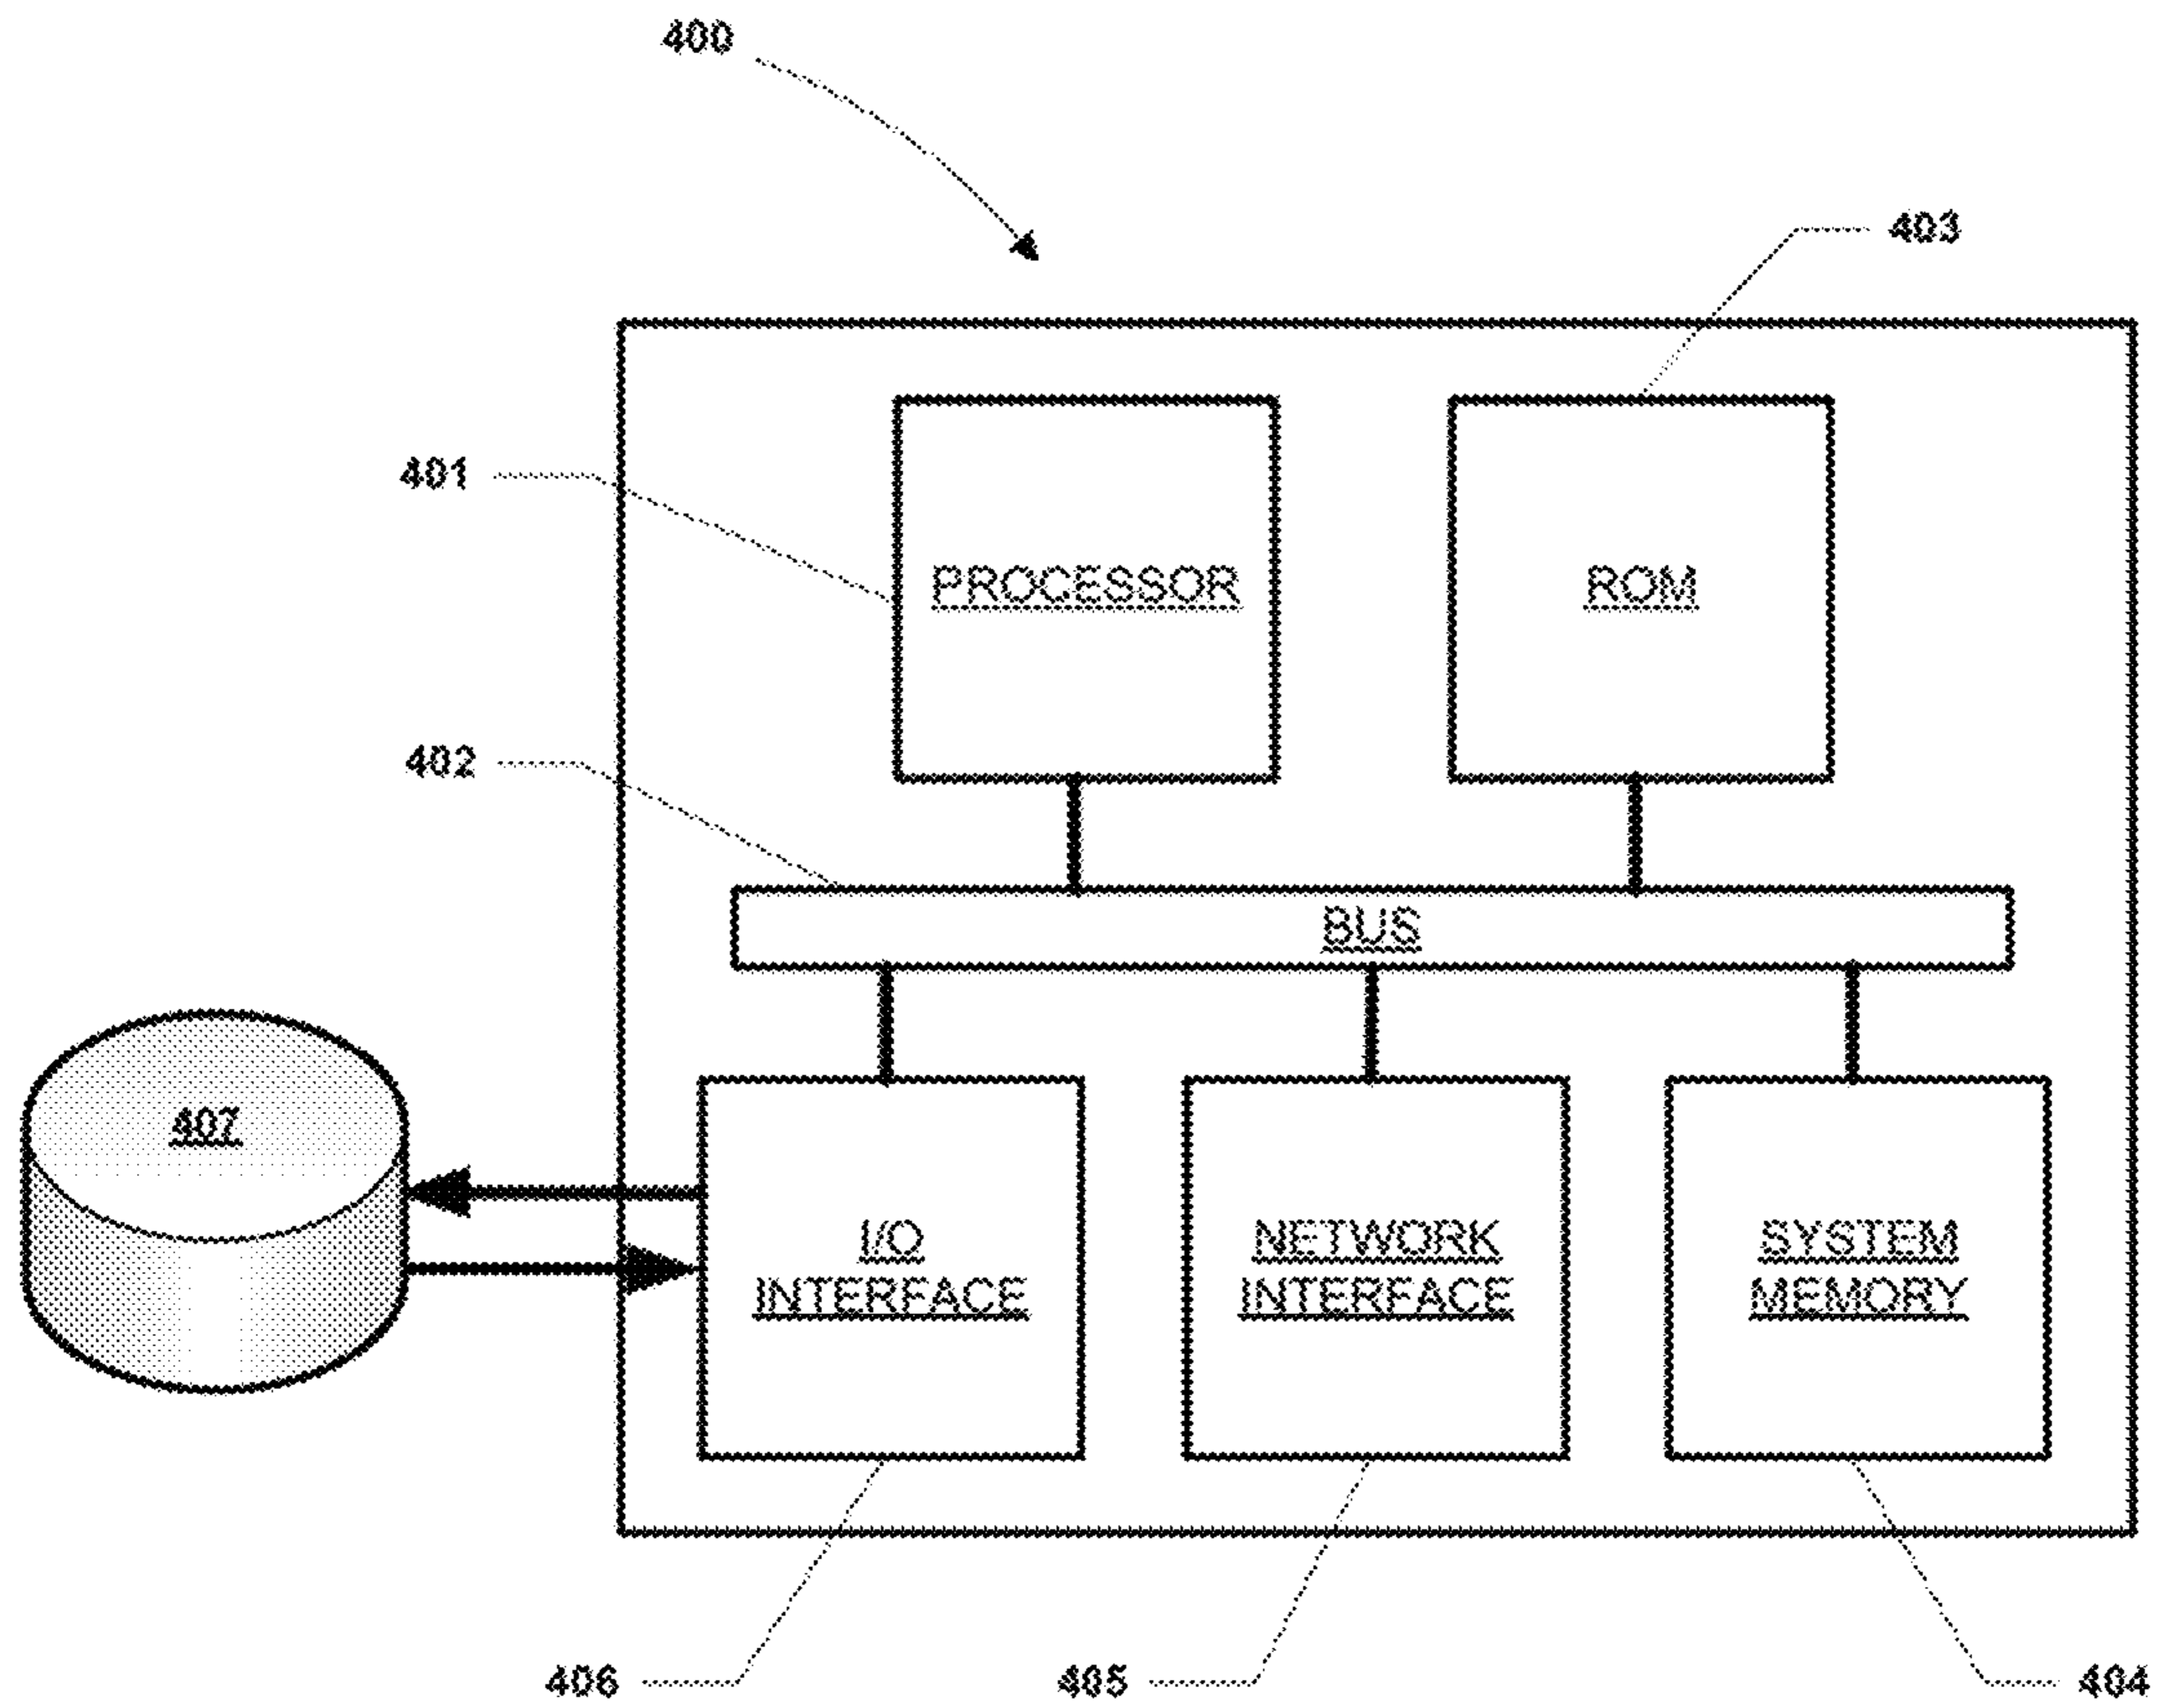 400
403
401
PROCESSOR
ROM
402
BUS
407
I/O
INTERFACE
NETWORK
INTERFACE
SYSTEM
MEMORY
406
405
404